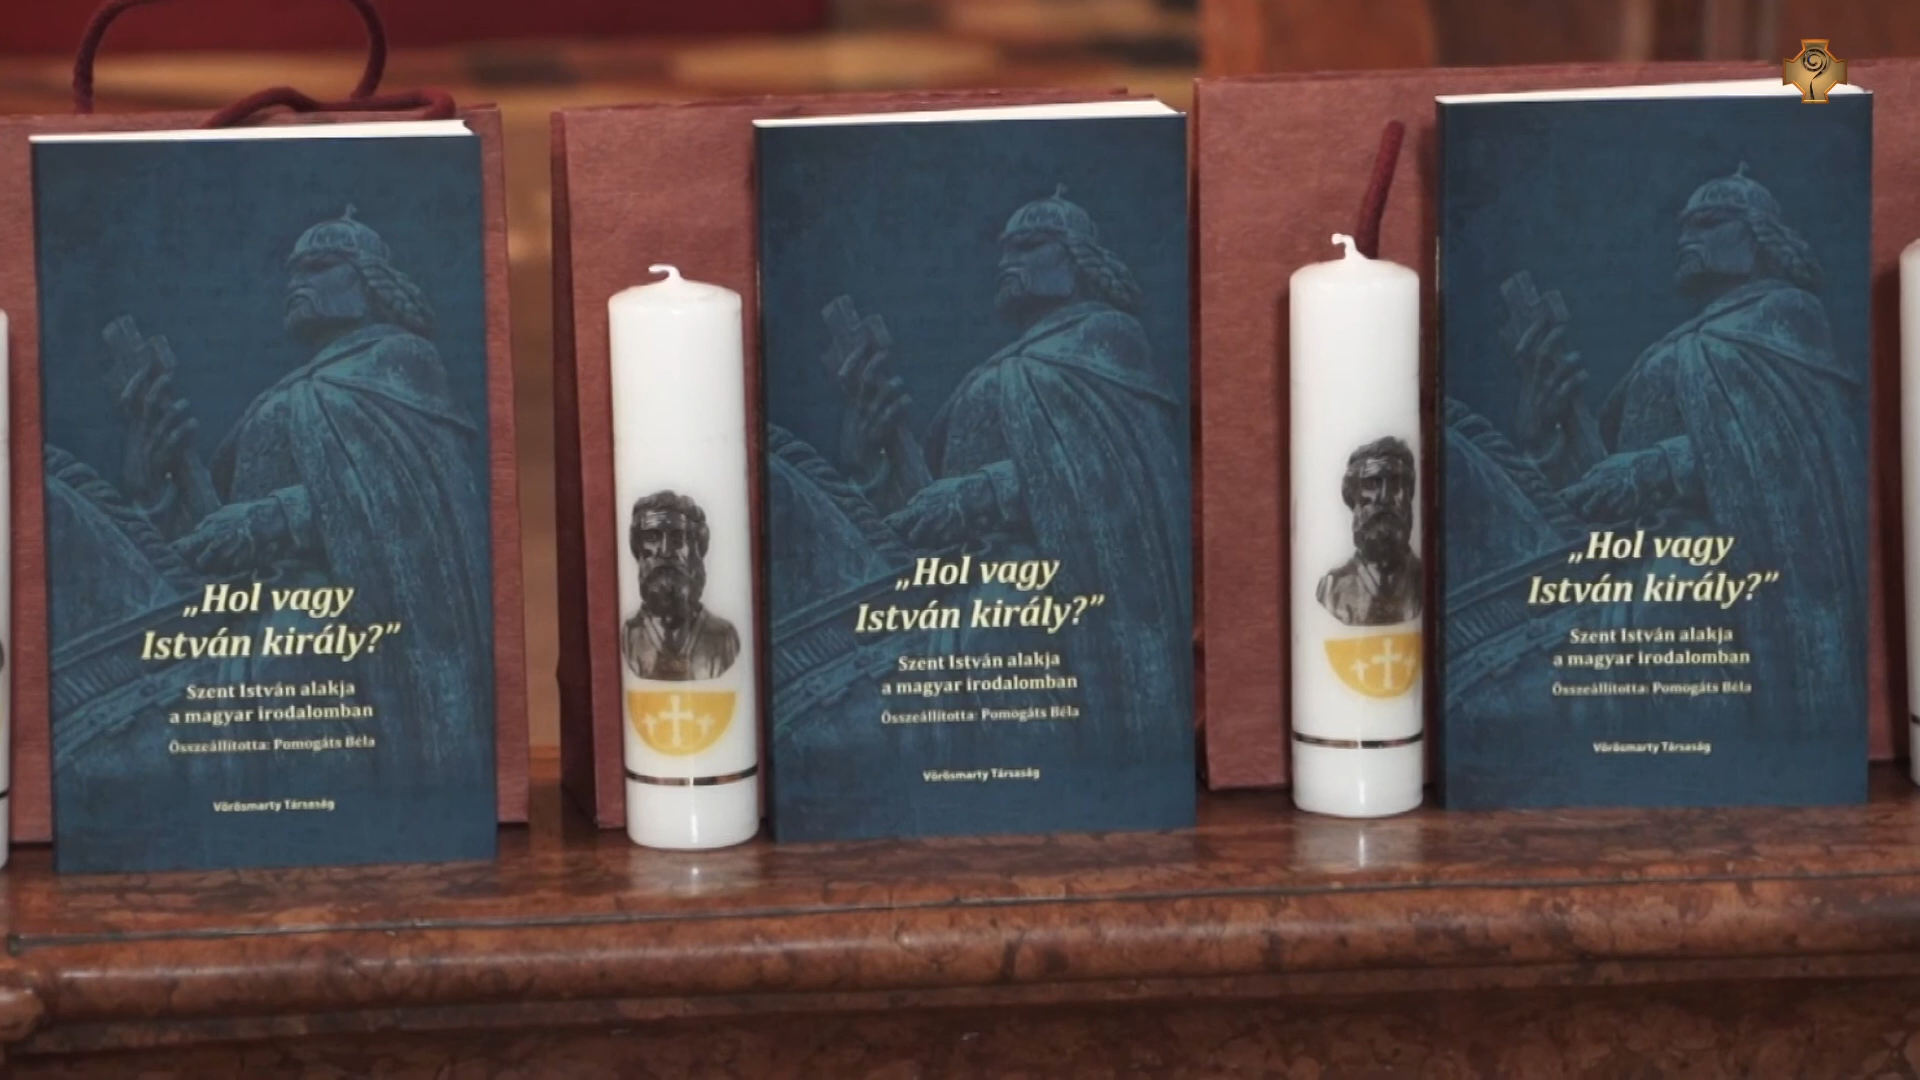 „Hol vagy
István király?”
Szent István alakja
a magyar irodalomban
Összeállította: Pomogáts Béla
Vörösmarty Társaság
„Hol vagy
István király?”
Szent István alakja
a magyar irodalomban
Összeállította: Pomogáts Béla
Vörösmarty Társaság
„Hol vagy
István király?”
Szent István alakja
a magyar irodalomban
Összeállította: Pomogáts Béla
Vörösmarty Társaság